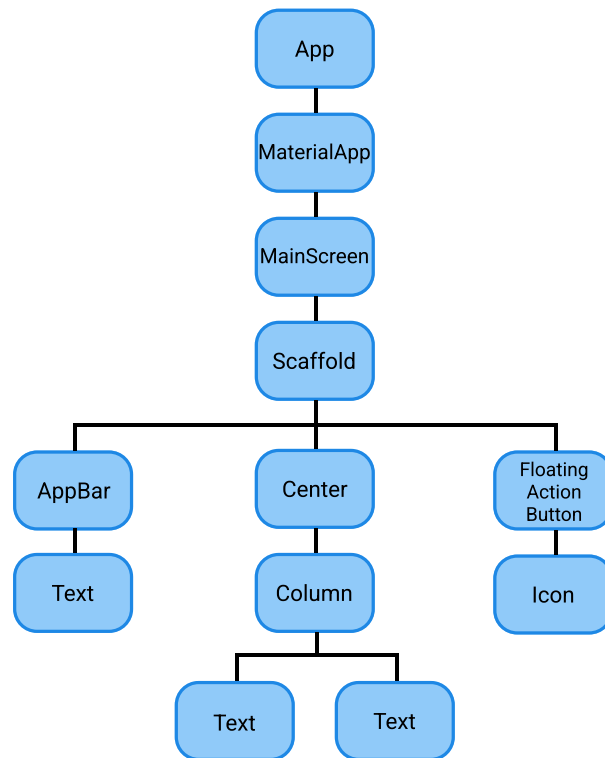 App
MaterialApp
MainScreen
Scaffold
AppBar
Center
Floating
Action
Button
Text
Column
Icon
Text
Text